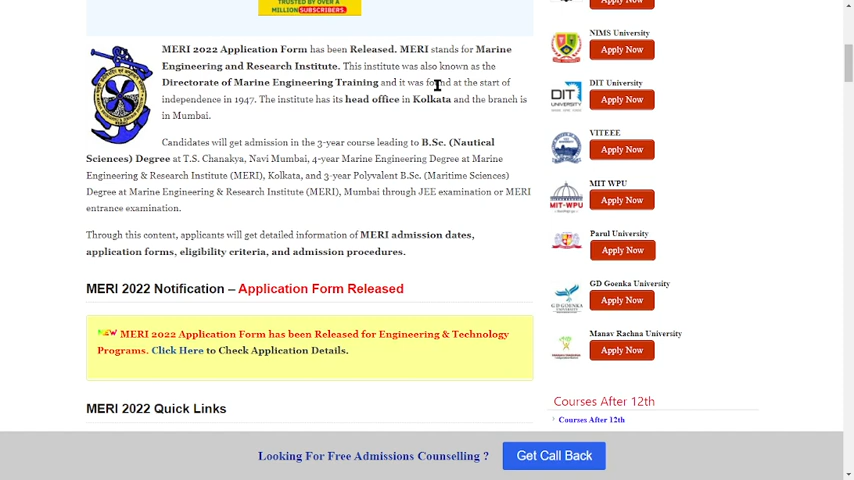 TRUSTED BY OVER A
MILLION SUBSCRIBERS.
MERI 2022 Application Form has been Released. MERI stands for Marine
Engineering and Research Institute. This institute was also known as the
Directorate of Marine Engineering Training and it was found at the start of
independence in 1947. The institute has its head office in Kolkata and the branch is
in Mumbai.
Candidates will get admission in the 3-year course leading to B.Sc. (Nautical
Sciences) Degree at T.S. Chanakya, Navi Mumbai, 4-year Marine Engineering Degree at Marine
Engineering & Research Institute (MERI), Kolkata, and 3-year Polyvalent B.Sc. (Maritime Sciences)
Degree at Marine Engineering & Research Institute (MERI), Mumbai through JEE examination or MERI
entrance examination.
Through this content, applicants will get detailed information of MERI admission dates,
application forms, eligibility criteria, and admission procedures.
MERI 2022 Notification – Application Form Released
MERI 2022 Application Form has been Released for Engineering & Technology
Programs. Click Here to Check Application Details.
MERI 2022 Quick Links
Apply Now
NIMS University
Apply Now
DIT University
Apply Now
DIT
UNIVERSITY
VITEEE
Apply Now
MIT WPU
Apply Now
MIT-WPU
Parul University
Apply Now
GD Goenka University
Apply Now
GD GOENKA
UNIVERSITY
Manav Rachna University
Apply Now
Courses After 12th
Courses After 12th
Looking For Free Admissions Counselling ?
Get Call Back